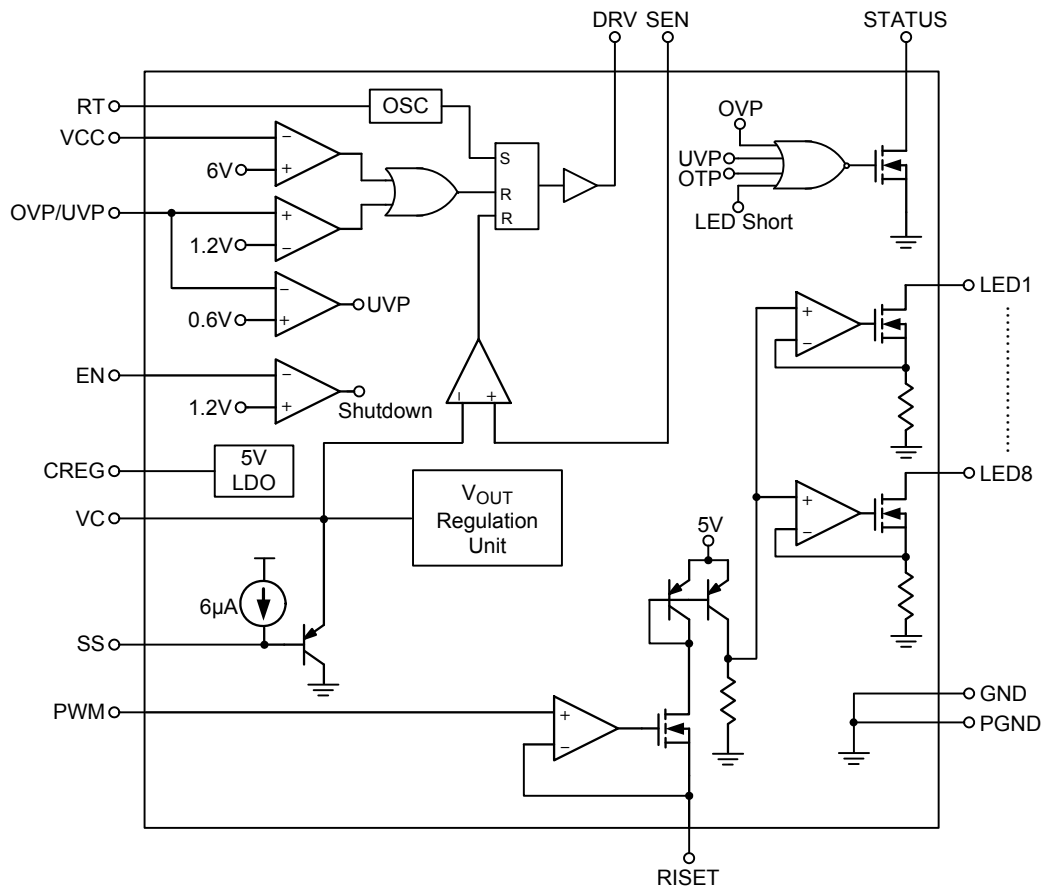 DRV SEN STATUS
RT
OSC
OVP
VCC
−
S
UVP
6V
+
OTP
R
OVP/UVP
+
R
LED Short
1.2V
−
−
UVP
LED1
+
0.6V
+
−
EN
−
1.2V
+
Shutdown
− +
CREG
5V
LDO
LED8
VOUT
Regulation
Unit
+
VC
−
5V
6µA
SS
PWM
+
−
GND
PGND
RISET